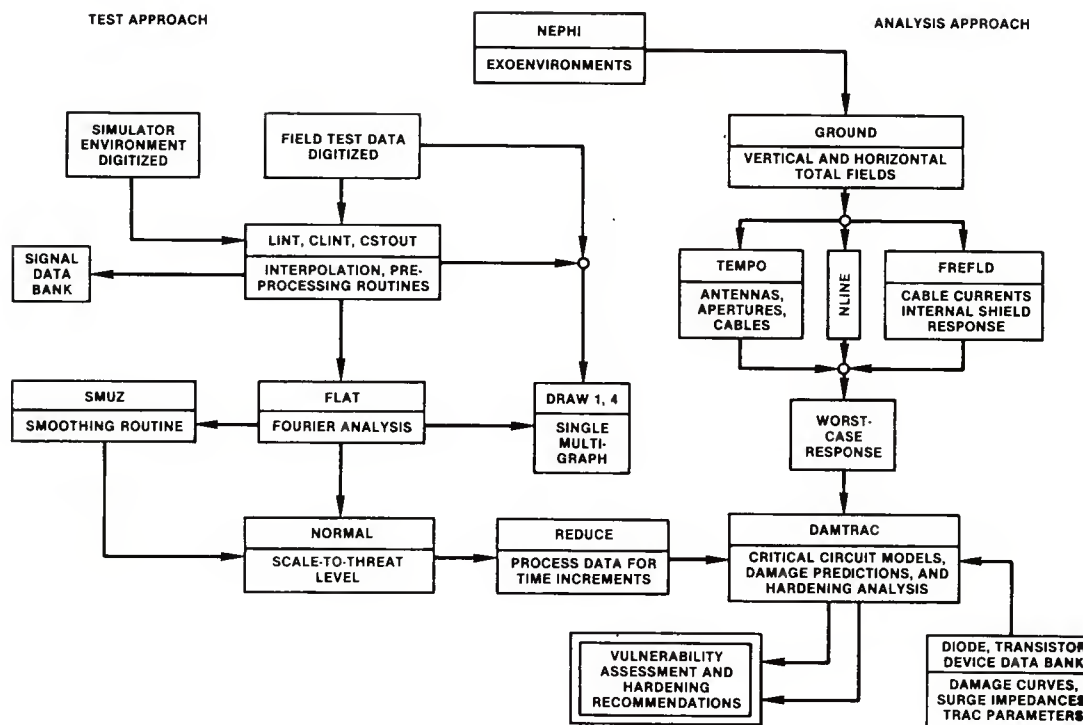 TEST APPROACH
ANALYSIS APPROACH
NEPHI
EXOENVIRONMENTS
SIMULATOR
ENVIRONMENT
DIGITIZED
FIELD TEST DATA
DIGITIZED
GROUND
VERTICAL AND HORIZONTAL
TOTAL FIELDS
LINT, CLINT, CSTOUT
INTERPOLATION, PRE-
PROCESSING ROUTINES
SIGNAL
DATA
BANK
TEMPO
ANTENNAS,
APERTURES,
CABLES
NLINE
FREFLD
CABLE CURRENTS
INTERNAL SHIELD
RESPONSE
SMUZ
SMOOTHING ROUTINE
FLAT
FOURIER ANALYSIS
DRAW 1, 4
SINGLE
MULTI-
GRAPH
WORST-
CASE
RESPONSE
NORMAL
SCALE-TO-THREAT
LEVEL
REDUCE
PROCESS DATA FOR
TIME INCREMENTS
DAMTRAC
CRITICAL CIRCUIT MODELS,
DAMAGE PREDICTIONS, AND
HARDENING ANALYSIS
VULNERABILITY
ASSESSMENT AND
HARDENING
RECOMMENDATIONS
DIODE, TRANSISTOR
DEVICE DATA BANK
DAMAGE CURVES,
SURGE IMPEDANCES
TRAC PARAMETERS